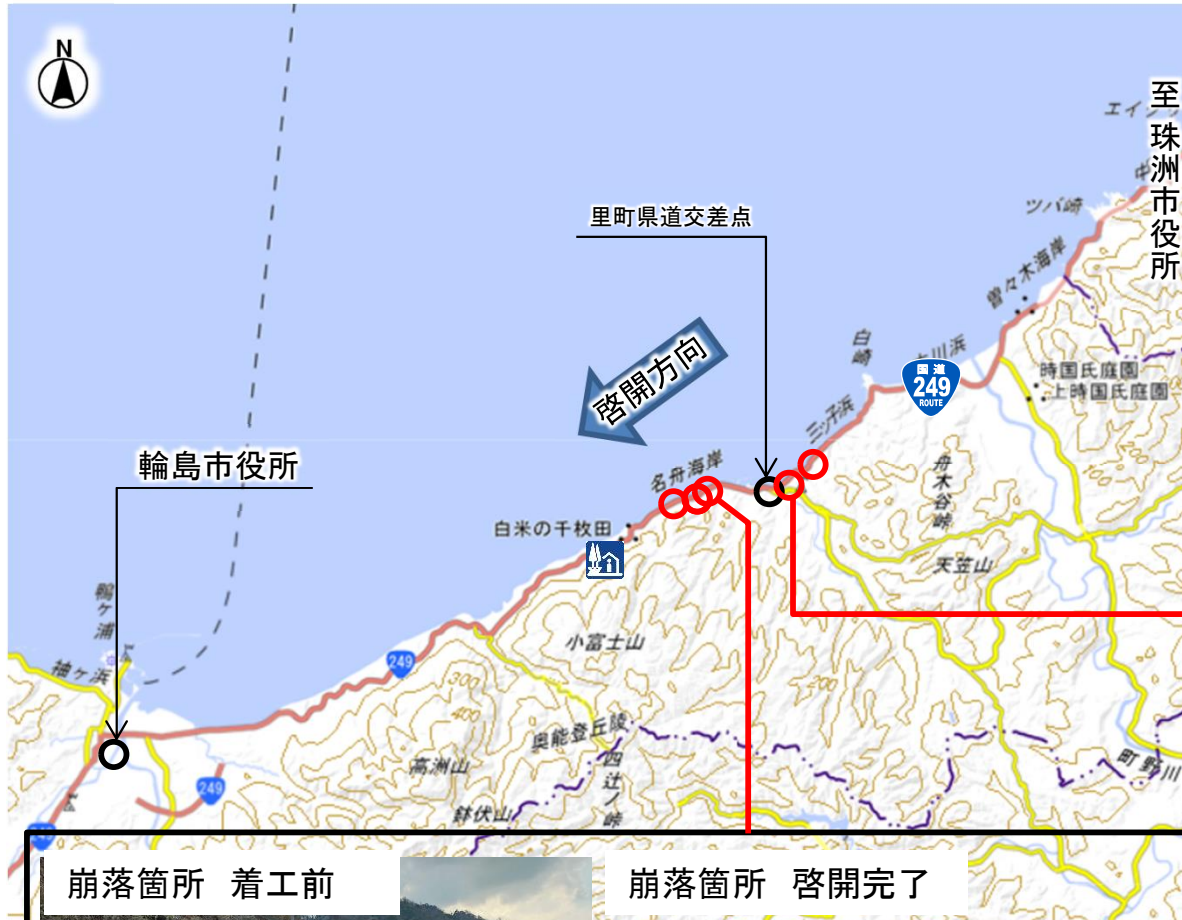 N
至
珠洲市役所
ツバ崎
里町県道交差点
曽々木海岸
白崎
国道
249
ROUTE
時国氏庭園
上時国氏庭園
啓開方向
三ツ子浜
輪島市役所
名舟海岸
舟木谷峠
白米の千枚田
天笠山
鴨ヶ浦
小富士山
袖ヶ浜
249
300
300
400
奥能登丘陵
四辻ノ峠
高洲山
町野川
249
鉢伏山
崩落箇所 着工前
崩落箇所 啓開完了